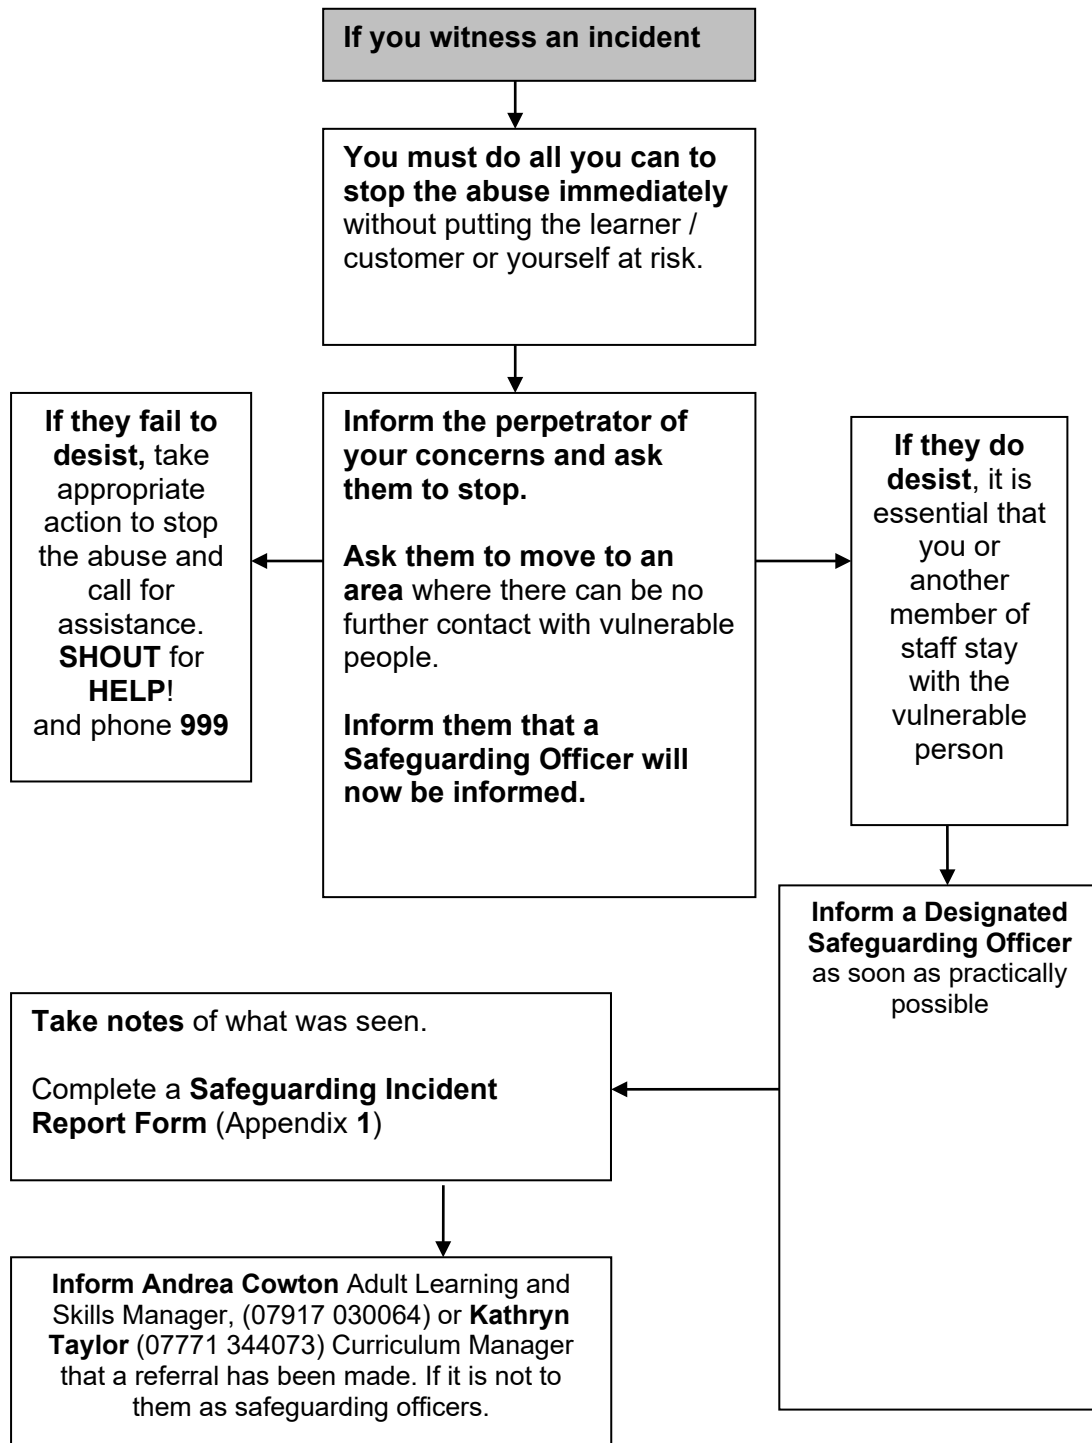 If you witness an incident
You must do all you can to
stop the abuse immediately
without putting the learner /
customer or yourself at risk.
Inform the perpetrator of
your concerns and ask
them to stop.
Ask them to move to an
area where there can be no
further contact with vulnerable
people.
Inform them that a
Safeguarding Officer will
now be informed.
If they fail to
desist, take
appropriate
action to stop
the abuse and
call for
assistance.
SHOUT for
HELP!
and phone 999
If they do
desist, it is
essential that
you or
another
member of
staff stay
with the
vulnerable
person
Inform a Designated
Safeguarding Officer
as soon as practically
possible
Take notes of what was seen.
Complete a Safeguarding Incident
Report Form (Appendix 1)
Inform Andrea Cowton Adult Learning and
Skills Manager, (07917 030064) or Kathryn
Taylor (07771 344073) Curriculum Manager
that a referral has been made. If it is not to
them as safeguarding officers.